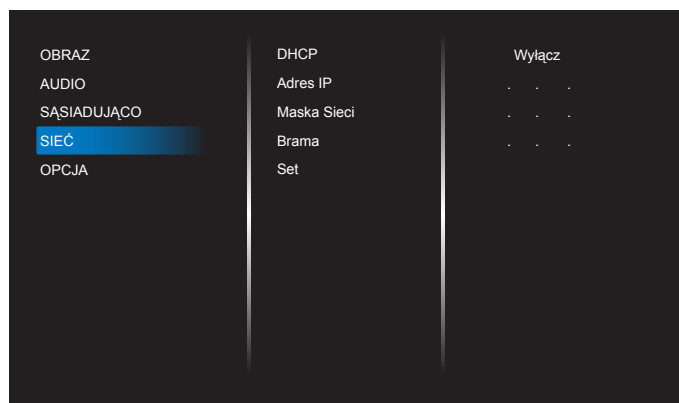 OBRAZ
AUDIO
SĄSIADUJĄCO
SIEĆ
OPCJA
DHCP
Adres IP
Maska Sieci
Brama
Set
Wyłącz
. . .
. . .
. . .